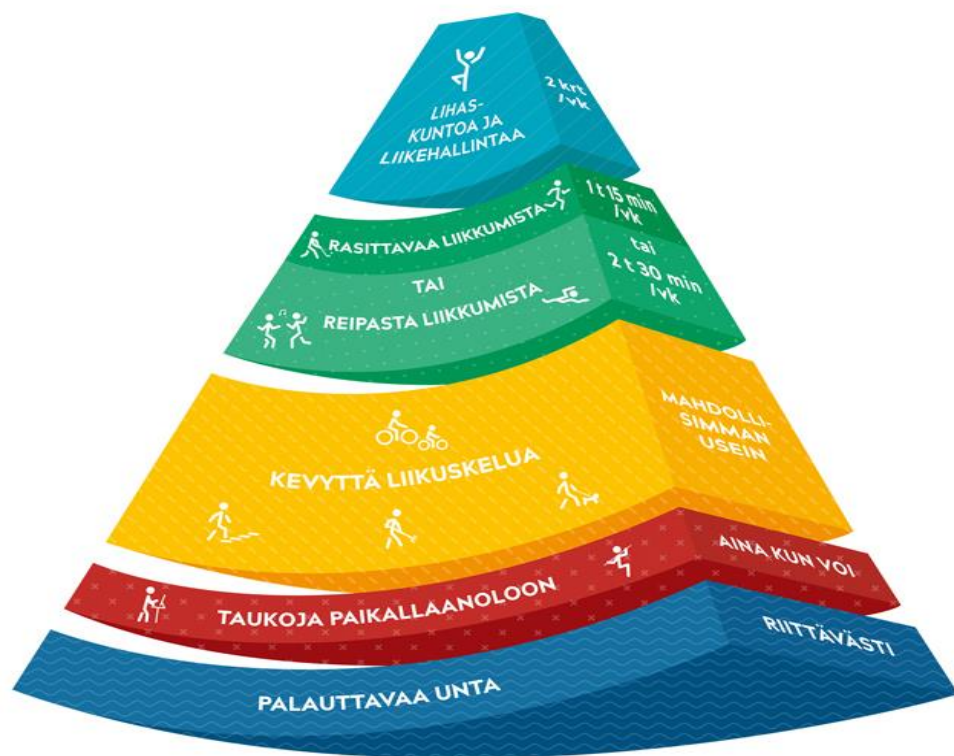 LIHAS-
KUNTOA JA
LIIKEHALLINTAA
2 krt
/vk
RASITTAVAA LIIKKUMISTA
1 t 15 min
/vk
TAI
REIPASTA LIIKKUMISTA
tai
2 t 30 min
/vk
KEVYTTÄ LIIKUSKELUA
MAHDOLLI-
SIMMAN
USEIN
TAUKOJA PAIKALLAANOLOON
AINA KUN VOI
PALAUTTAVAA UNTA
RIITTÄVÄSTI